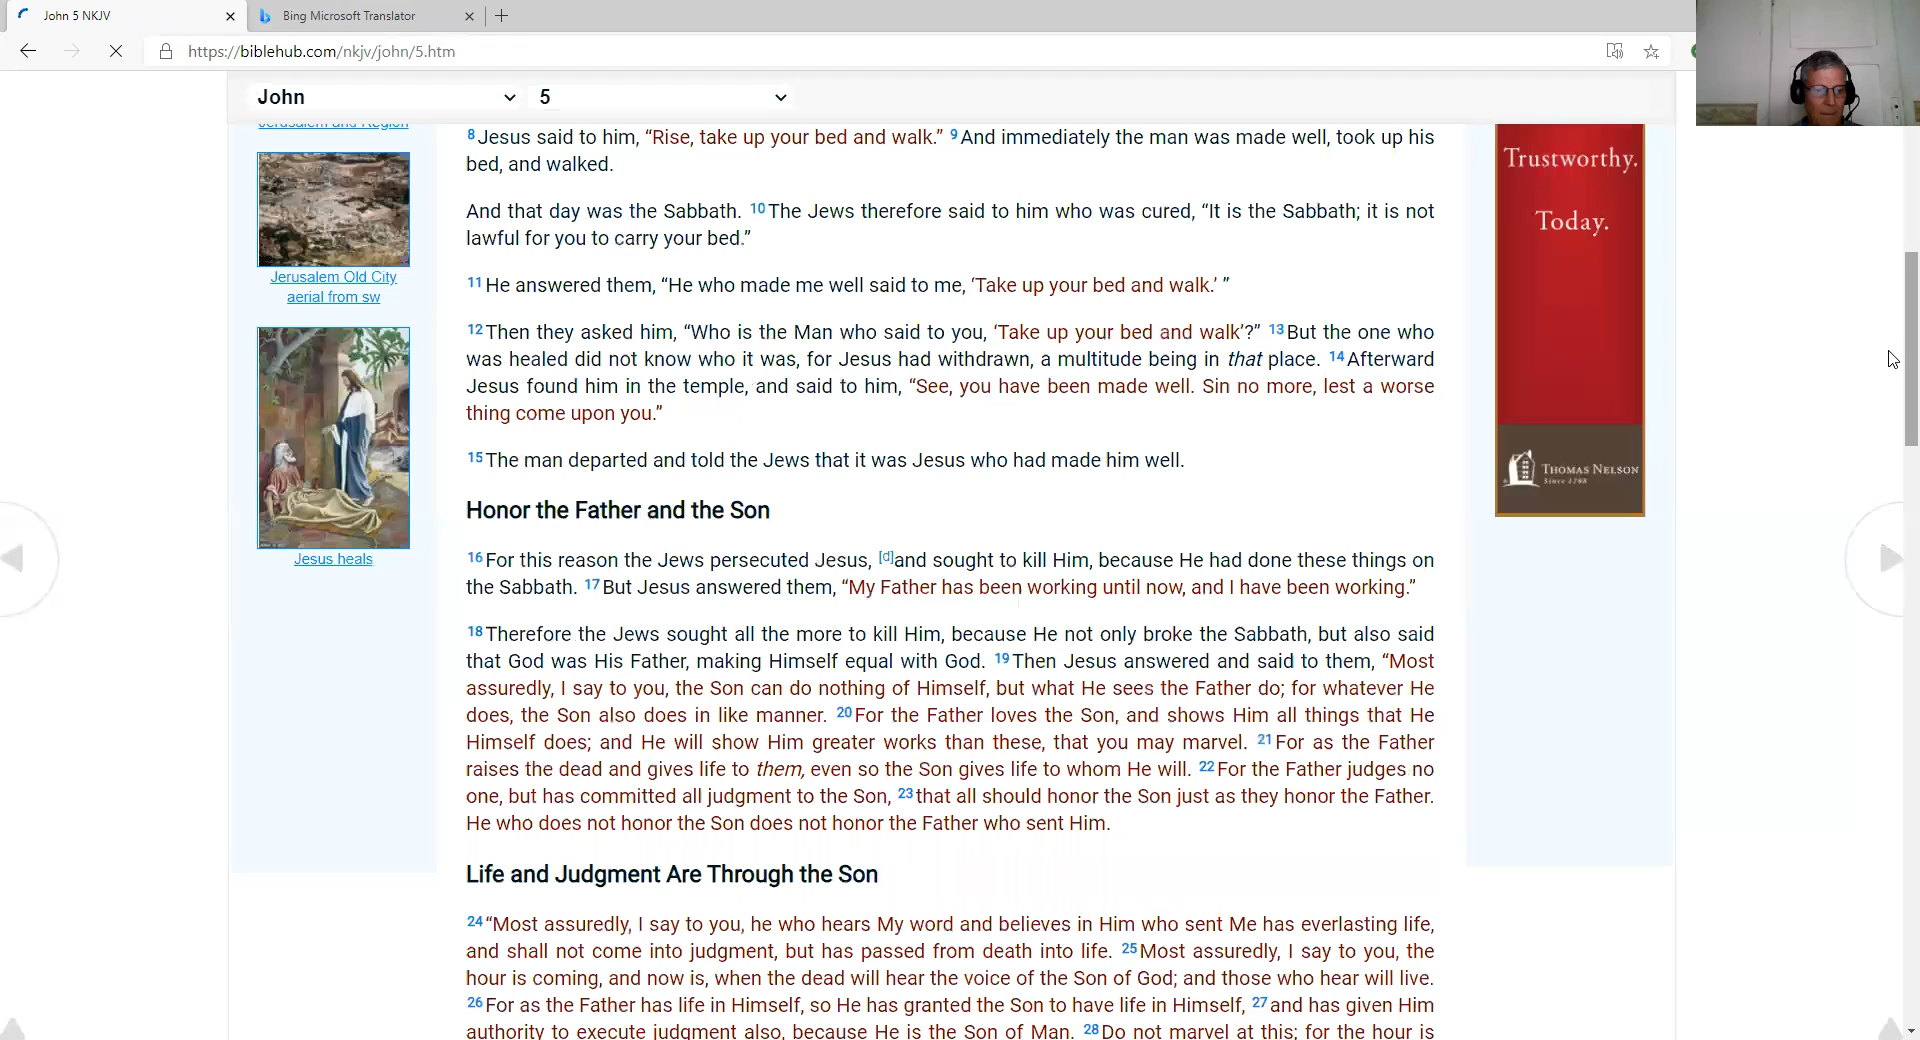 John 5 NKJV
Bing Microsoft Translator
https://biblehub.com/nkjv/john/5.htm
John
5
Jerusalem and Region
Jerusalem Old City
aerial from sw
Jesus heals
8 Jesus said to him, “Rise, take up your bed and walk.” 9 And immediately the man was made well, took up his
bed, and walked.
And that day was the Sabbath. 10 The Jews therefore said to him who was cured, “It is the Sabbath; it is not
lawful for you to carry your bed.”
11 He answered them, “He who made me well said to me, ‘Take up your bed and walk.’ ”
12 Then they asked him, “Who is the Man who said to you, ‘Take up your bed and walk’?” 13 But the one who
was healed did not know who it was, for Jesus had withdrawn, a multitude being in that place. 14 Afterward
Jesus found him in the temple, and said to him, “See, you have been made well. Sin no more, lest a worse
thing come upon you.”
15 The man departed and told the Jews that it was Jesus who had made him well.
Honor the Father and the Son
16 For this reason the Jews persecuted Jesus, [d]and sought to kill Him, because He had done these things on
the Sabbath. 17 But Jesus answered them, “My Father has been working until now, and I have been working.”
18 Therefore the Jews sought all the more to kill Him, because He not only broke the Sabbath, but also said
that God was His Father, making Himself equal with God. 19 Then Jesus answered and said to them, “Most
assuredly, I say to you, the Son can do nothing of Himself, but what He sees the Father do; for whatever He
does, the Son also does in like manner. 20 For the Father loves the Son, and shows Him all things that He
Himself does; and He will show Him greater works than these, that you may marvel. 21 For as the Father
raises the dead and gives life to them, even so the Son gives life to whom He will. 22 For the Father judges no
one, but has committed all judgment to the Son, 23 that all should honor the Son just as they honor the Father.
He who does not honor the Son does not honor the Father who sent Him.
Life and Judgment Are Through the Son
24 “Most assuredly, I say to you, he who hears My word and believes in Him who sent Me has everlasting life,
and shall not come into judgment, but has passed from death into life. 25 Most assuredly, I say to you, the
hour is coming, and now is, when the dead will hear the voice of the Son of God; and those who hear will live.
26 For as the Father has life in Himself, so He has granted the Son to have life in Himself, 27 and has given Him
authority to execute judgment also, because He is the Son of Man. 28 Do not marvel at this; for the hour is
Trustworthy.
Today.
THOMAS NELSON
Since 1798